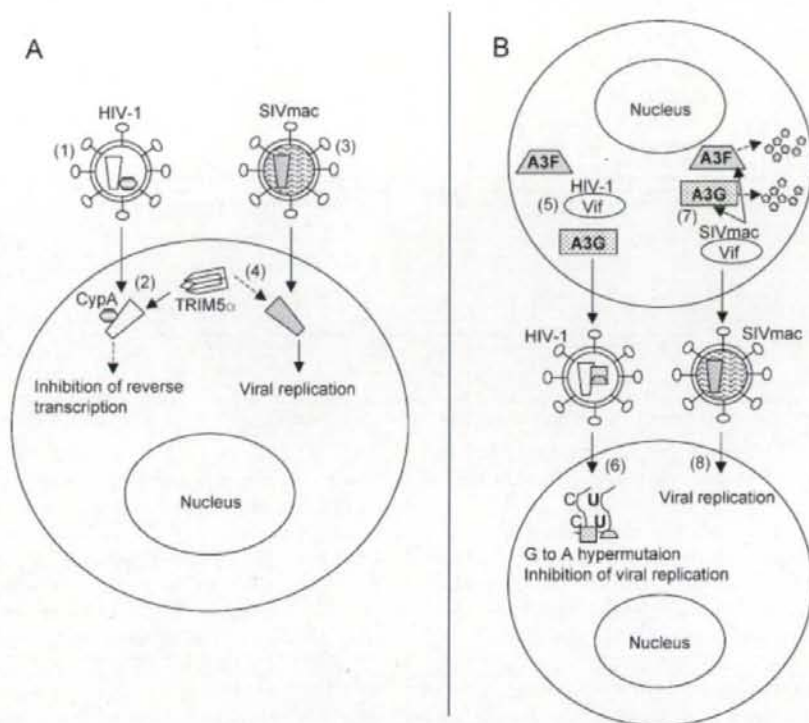 A
HIV-1
SIVmac
(1)
(3)
(2)
(4)
CypA
TRIM5α
Inhibition of reverse
transcription
Viral replication
Nucleus
B
Nucleus
A3F
A3F
HIV-1
(5)
Vif
A3G
(7)
A3G
SIVmac
Vif
HIV-1
SIVmac
(6)
(8)
C U
C U
Viral replication
G to A hypermutaion
Inhibition of viral replication
Nucleus